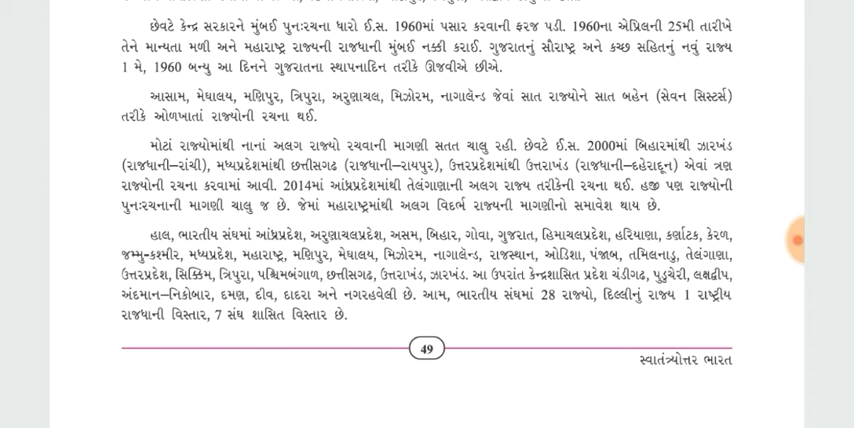 છેવટે કેન્દ્ર સરકારને મુંબઈ પુનઃરચના ધારો ઈ.સ. 1960માં પસાર કરવાની ફરજ પડી. 1960ના એપ્રિલની 25મી તારીખે
તેને માન્યતા મળી અને મહારાષ્ટ્ર રાજ્યની રાજધાની મુંબઈ નક્કી કરાઈ. ગુજરાતનું સૌરાષ્ટ્ર અને કચ્છ સહિતનું નવું રાજ્ય
1 મે, 1960 બન્યુ આ દિનને ગુજરાતના સ્થાપનાદિન તરીકે ઊજવીએ છીએ.
આસામ, મેઘાલય, મણિપુર, ત્રિપુરા, અરુણાચલ, મિઝોરમ, નાગાલૅન્ડ જેવાં સાત રાજ્યોને સાત બહેન (સેવન સિસ્ટર્સ)
તરીકે ઓળખાતાં રાજ્યોની રચના થઈ.
મોટાં રાજ્યોમાંથી નાનાં અલગ રાજ્યો રચવાની માગણી સતત ચાલુ રહી. છેવટે ઈ.સ. 2000માં બિહારમાંથી ઝારખંડ
(રાજધાની–રાંચી), મધ્યપ્રદેશમાંથી છત્તીસગઢ (રાજધાની–રાયપુર), ઉત્તરપ્રદેશમાંથી ઉત્તરાખંડ (રાજધાની–દહેરાદૂન) એવાં ત્રણ
રાજ્યોની રચના કરવામાં આવી. 2014માં આંધ્રપ્રદેશમાંથી તેલંગાણાની અલગ રાજ્ય તરીકેની રચના થઈ. હજી પણ રાજ્યોની
પુનઃરચનાની માગણી ચાલુ જ છે. જેમાં મહારાષ્ટ્રમાંથી અલગ વિદર્ભ રાજ્યની માગણીનો સમાવેશ થાય છે.
હાલ, ભારતીય સંઘમાં આંધ્રપ્રદેશ, અરુણાચલપ્રદેશ, અસમ, બિહાર, ગોવા, ગુજરાત, હિમાચલપ્રદેશ, હરિયાણા, કર્ણાટક, કેરળ,
જમ્મુ-કશ્મીર, મધ્યપ્રદેશ, મહારાષ્ટ્ર, મણિપુર, મેઘાલય, મિઝોરમ, નાગાલૅન્ડ, રાજસ્થાન, ઓડિશા, પંજાબ, તમિલનાડુ, તેલંગાણા,
ઉત્તરપ્રદેશ, સિક્કિમ, ત્રિપુરા, પશ્ચિમબંગાળ, છત્તીસગઢ, ઉત્તરાખંડ, ઝારખંડ. આ ઉપરાંત કેન્દ્રશાસિત પ્રદેશ ચંડીગઢ, પુડુચેરી, લક્ષદ્વીપ,
અંદમાન–નિકોબાર, દમણ, દીવ, દાદરા અને નગરહવેલી છે. આમ, ભારતીય સંઘમાં 28 રાજ્યો, દિલ્લીનું રાજ્ય 1 રાષ્ટ્રીય
રાજધાની વિસ્તાર, 7 સંઘ શાસિત વિસ્તાર છે.
49
સ્વાતંત્ર્યોત્તર ભારત